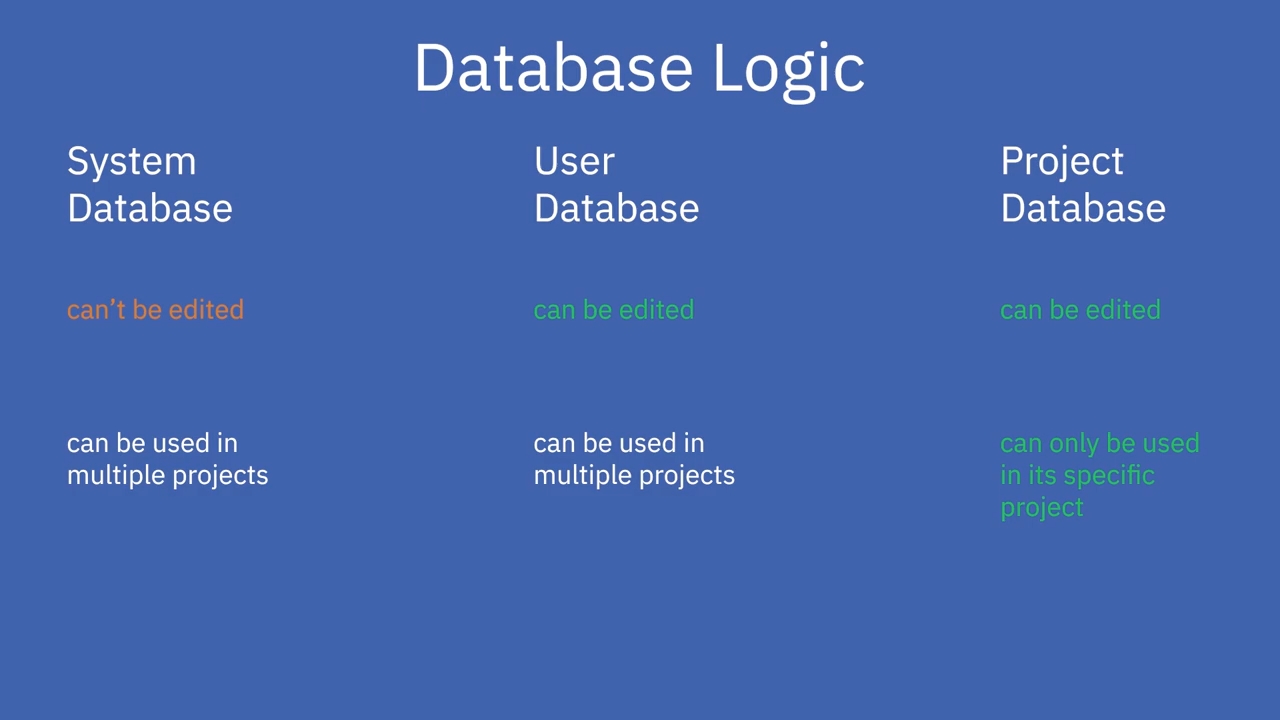 Database Logic
System
Database
can’t be edited
can be used in
multiple projects
User
Database
can be edited
can be used in
multiple projects
Project
Database
can be edited
can only be used
in its specific
project